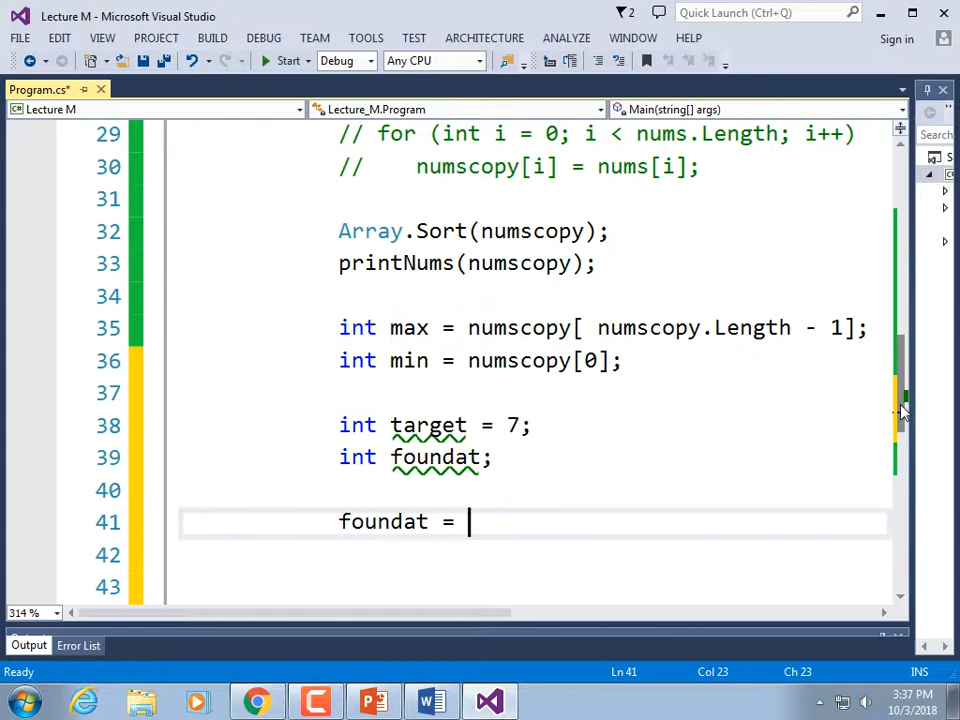 Lecture M - Microsoft Visual Studio
2
Quick Launch (Ctrl+Q)
FILE EDIT VIEW PROJECT BUILD DEBUG TEAM TOOLS TEST ARCHITECTURE ANALYZE WINDOW HELP
Sign in
Start Debug Any CPU
Program.cs*
Lecture M Lecture_M.Program Main(string[] args)
Search
29 // for (int i = 0; i < nums.Length; i++)
30 //    numscopy[i] = nums[i];
31
32 Array.Sort(numscopy);
33 printNums(numscopy);
34
35 int max = numscopy[ numscopy.Length - 1];
36 int min = numscopy[0];
37
38 int target = 7;
39 int foundat;
40
41 foundat =
42
43
314 %
Output Error List
Ready Ln 41 Col 23 Ch 23 INS
3:37 PM
10/3/2018